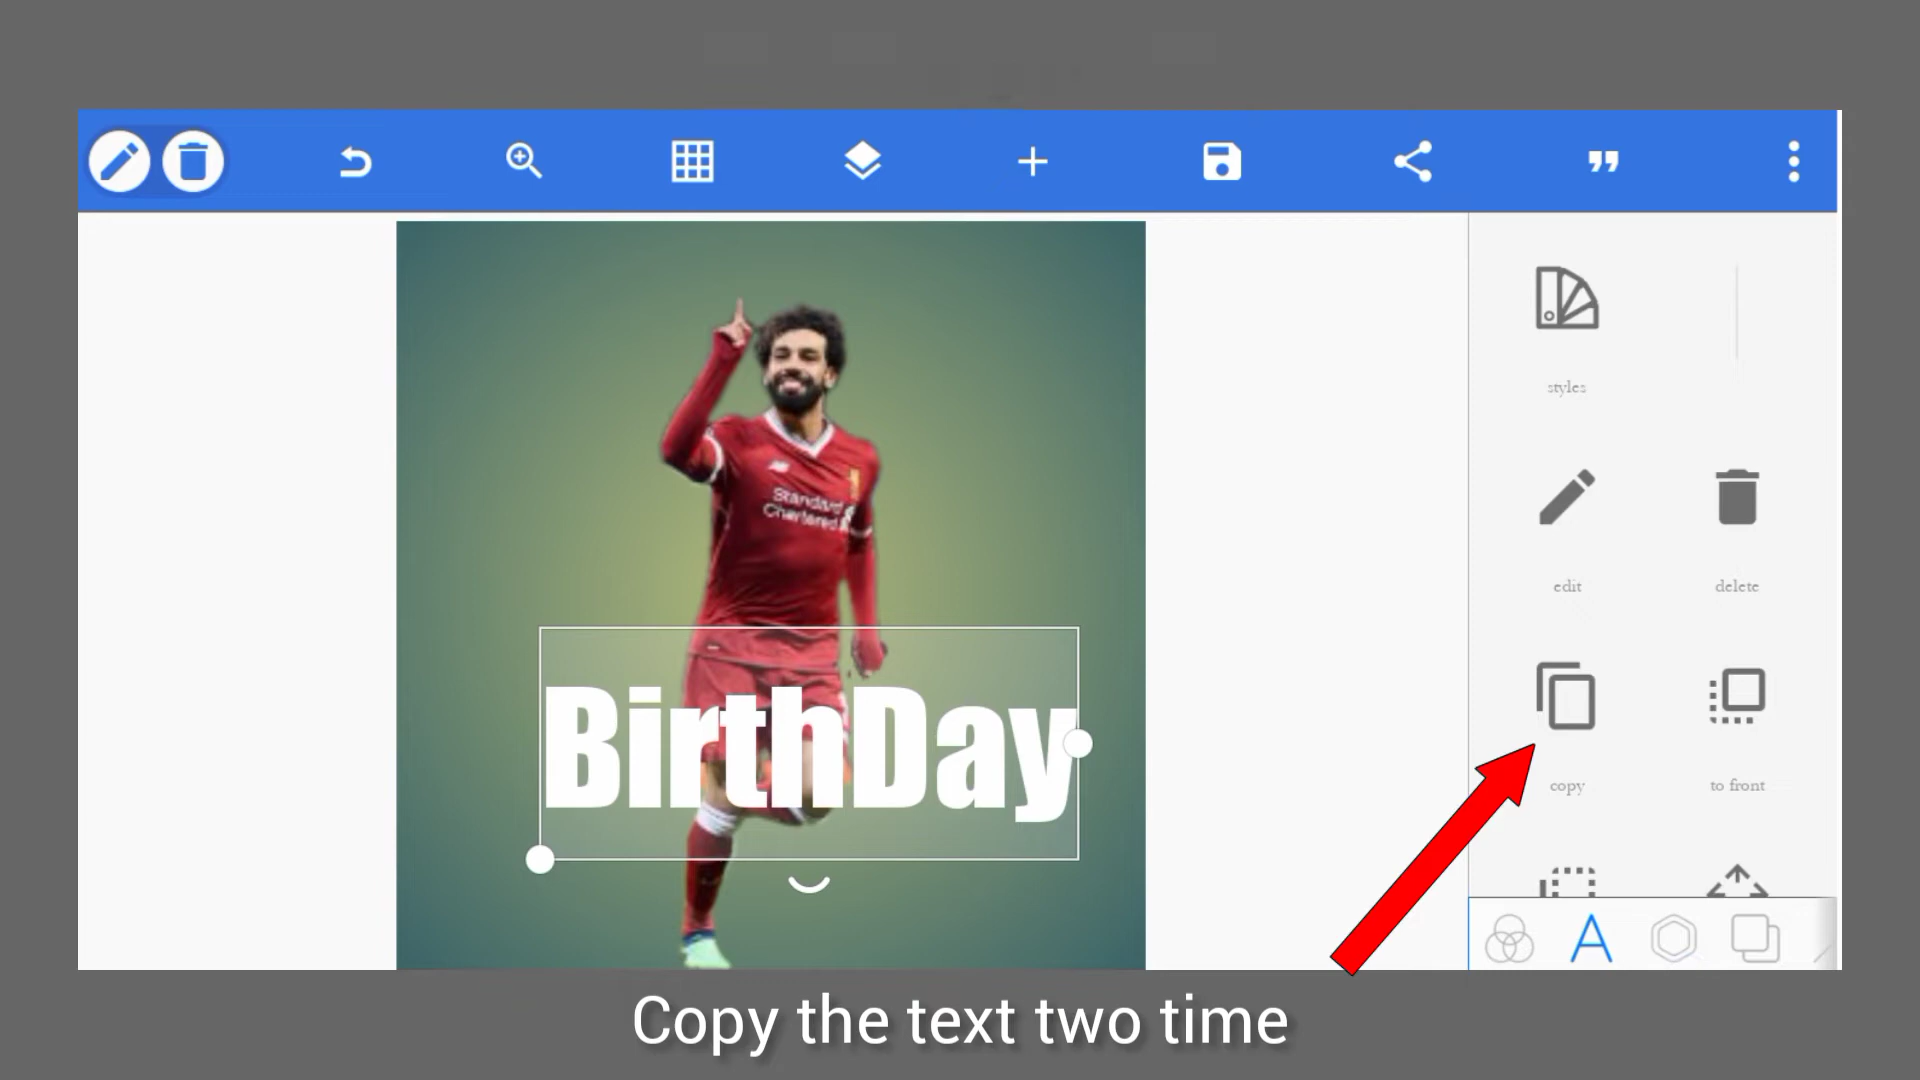 styles
Standard
Chartered
edit
delete
BirthDay
copy
to front
A
Copy the text two time